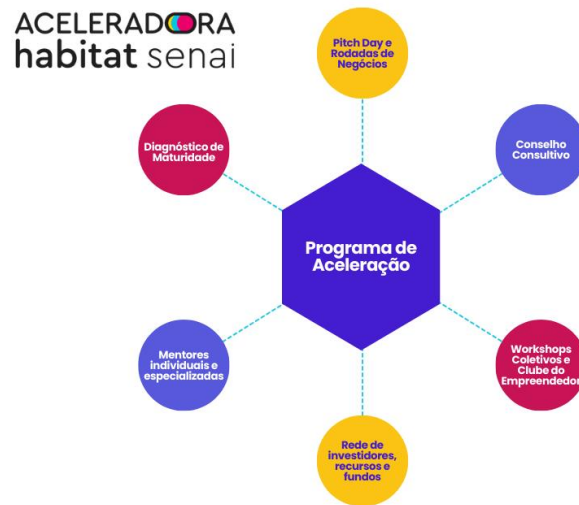 ACELERADORA
habitat senai
Pitch Day e
Rodadas de
Negócios
Diagnóstico de
Maturidade
Conselho
Consultivo
Programa de
Aceleração
Mentores
individuais e
especializadas
Workshops
Coletivos e
Clube do
Empreendedor
Rede de
investidores,
recursos e
fundos